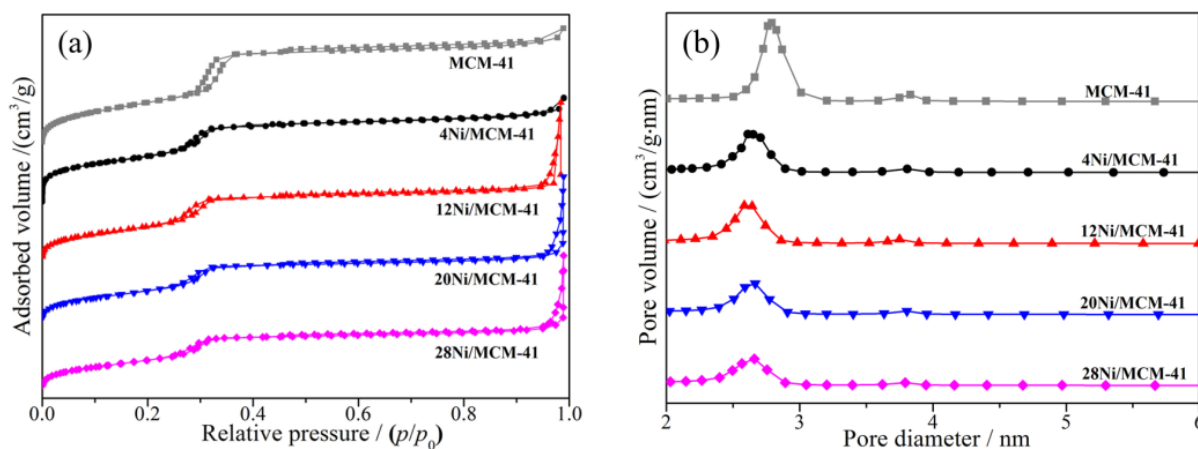 (a)
Adsorbed volume /(cm³/g)
MCM-41
4Ni/MCM-41
12Ni/MCM-41
20Ni/MCM-41
28Ni/MCM-41
0.0 0.2 0.4 0.6 0.8 1.0
Relative pressure / (p/p₀)
(b)
Pore volume / (cm³/g·nm)
MCM-41
4Ni/MCM-41
12Ni/MCM-41
20Ni/MCM-41
28Ni/MCM-41
2 3 4 5 6
Pore diameter / nm